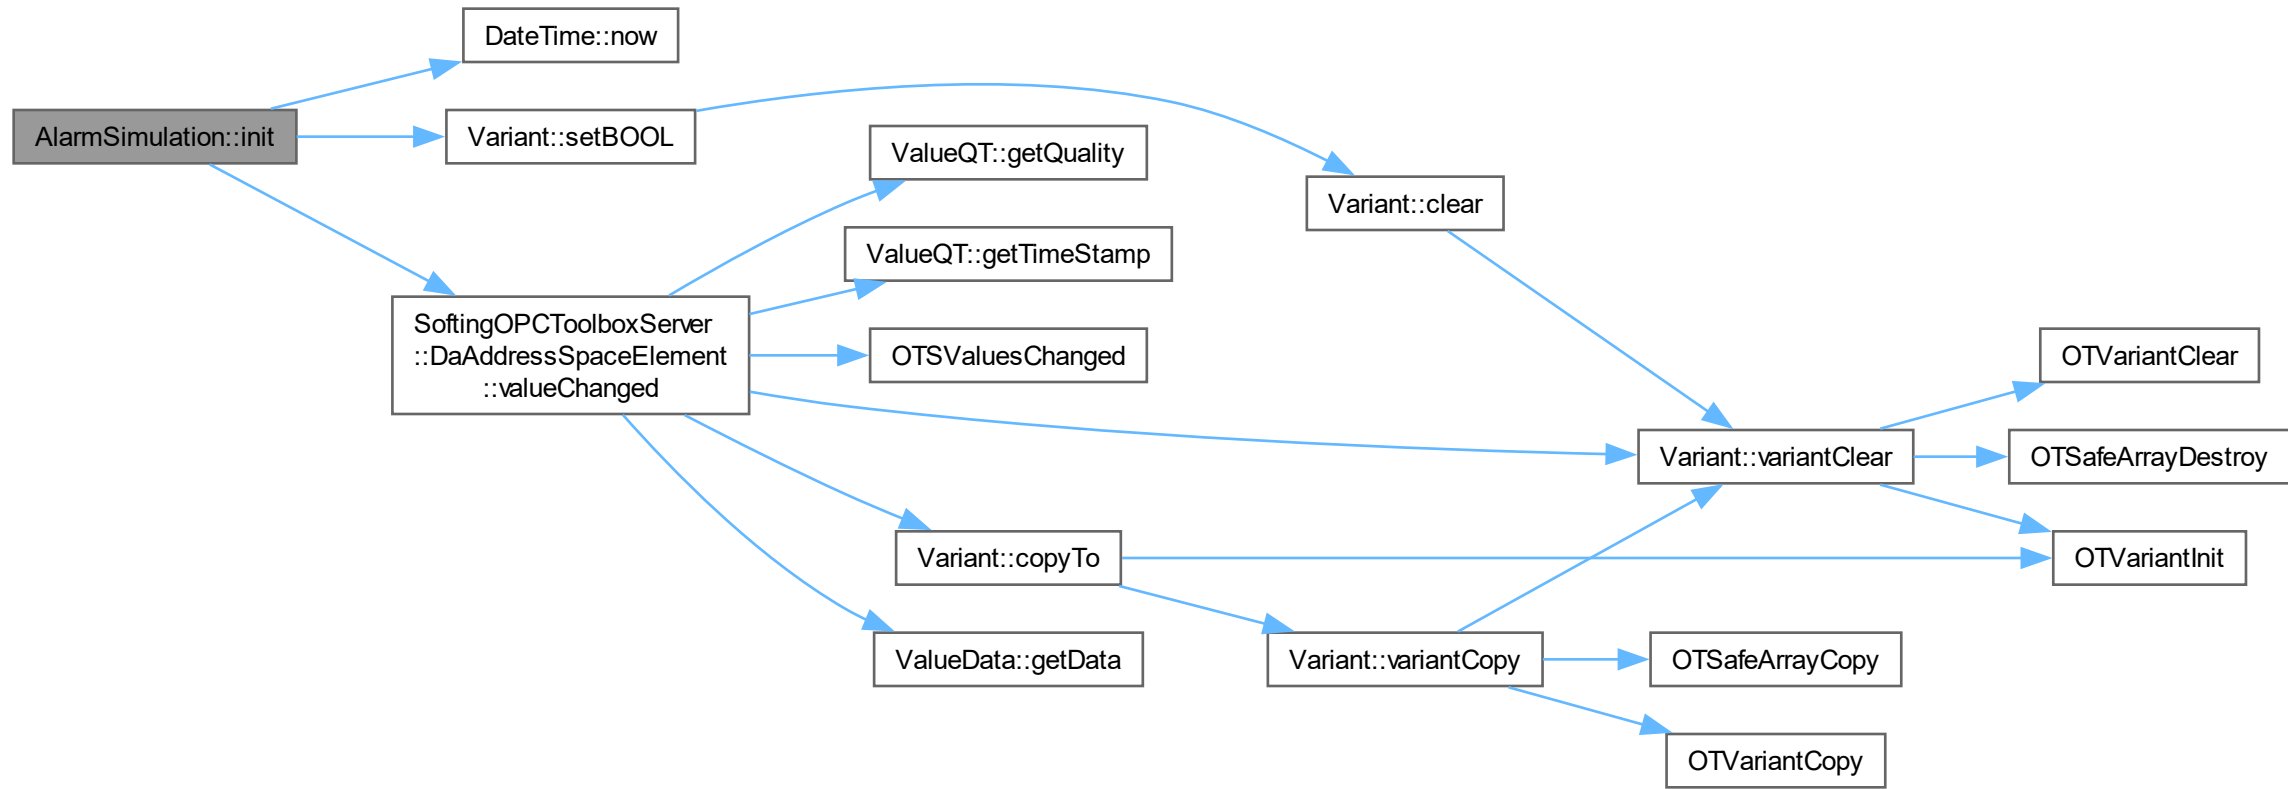 DateTime::now
AlarmSimulation::init
Variant::setBOOL
ValueQT::getQuality
Variant::clear
ValueQT::getTimeStamp
SoftingOPCToolboxServer
::DaAddressSpaceElement
::valueChanged
OTSValuesChanged
OTVariantClear
Variant::variantClear
OTSafeArrayDestroy
Variant::copyTo
OTVariantInit
ValueData::getData
Variant::variantCopy
OTSafeArrayCopy
OTVariantCopy